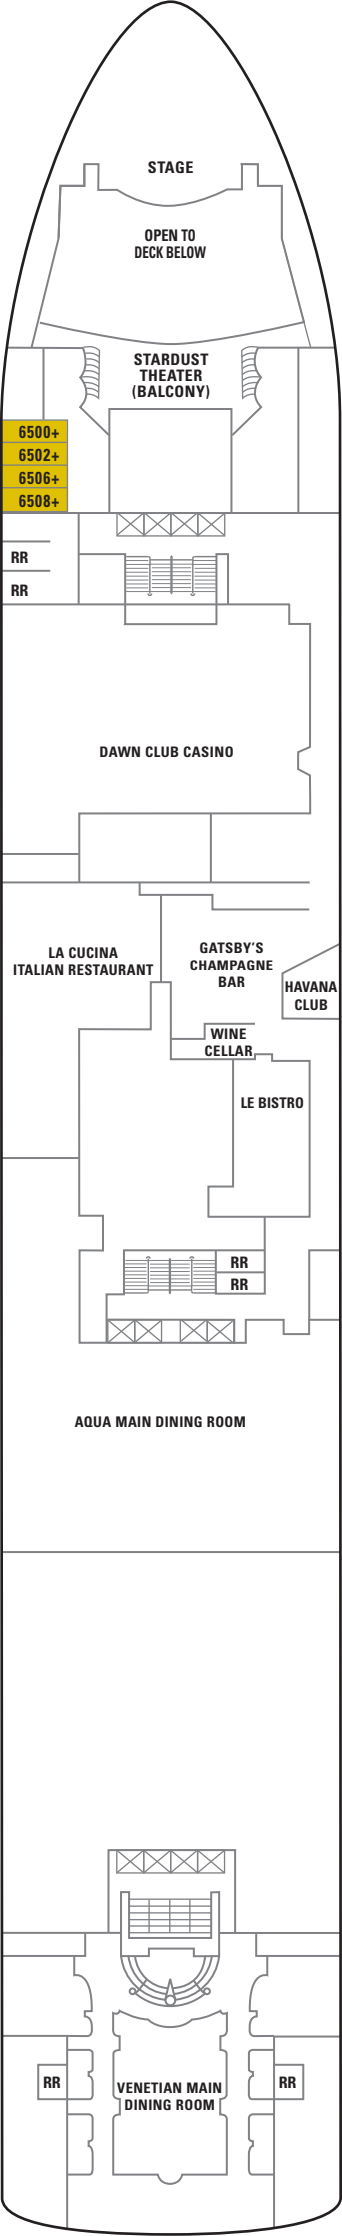 STAGE
OPEN TO
DECK BELOW
STARDUST
THEATER
(BALCONY)
6500+
6502+
6506+
6508+
RR
RR
DAWN CLUB CASINO
LA CUCINA
ITALIAN RESTAURANT
GATSBY'S
CHAMPAGNE
BAR
HAVANA
CLUB
WINE
CELLAR
LE BISTRO
RR
RR
AQUA MAIN DINING ROOM
RR
VENETIAN MAIN
DINING ROOM
RR